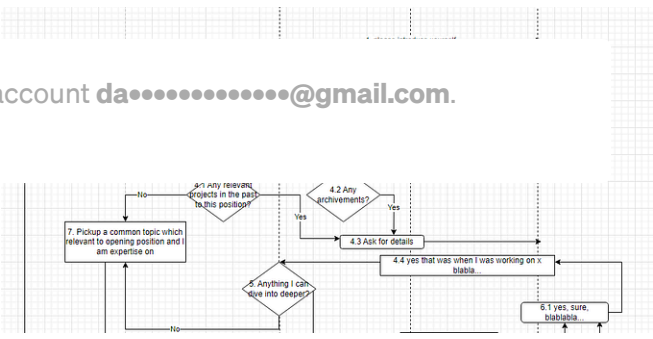 account da•••••••••••••@gmail.com.
4.1 Any relevant
projects in the past
to this position?
4.2 Any
archivements?
No
Yes
Yes
7. Pickup a common topic which
relevant to opening position and I
am expertise on
4.3 Ask for details
4.4 yes that was when I was working on x
blabla...
5. Anything I can
dive into deeper?
6.1 yes, sure,
blablabla...
No